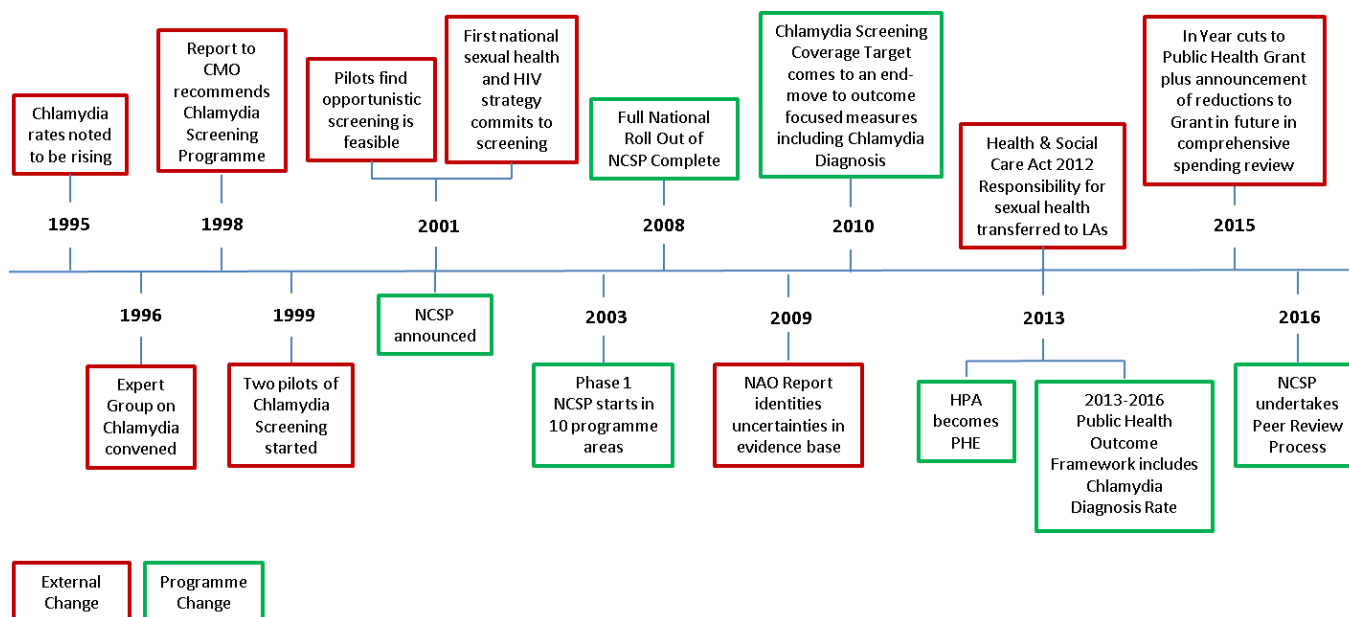 Chlamydia
rates noted
to be rising
Report to
CMO
recommends
Chlamydia
Screening
Programme
Pilots find
opportunistic
screening is
feasible
First national
sexual health
and HIV
strategy
commits to
screening
Full National
Roll Out of
NCSP Complete
Chlamydia Screening
Coverage Target
comes to an end-
move to outcome
focused measures
including Chlamydia
Diagnosis
Health & Social
Care Act 2012
Responsibility for
sexual health
transferred to LAs
In Year cuts to
Public Health Grant
plus announcement
of reductions to
Grant in future in
comprehensive
spending review
1995
1998
2001
2008
2010
2015
1996
1999
NCSP
announced
2003
2009
2013
2016
Expert
Group on
Chlamydia
convened
Two pilots of
Chlamydia
Screening
started
Phase 1
NCSP starts in
10 programme
areas
NAO Report
identities
uncertainties in
evidence base
HPA
becomes
PHE
2013-2016
Public Health
Outcome
Framework includes
Chlamydia
Diagnosis Rate
NCSP
undertakes
Peer Review
Process
External
Change
Programme
Change